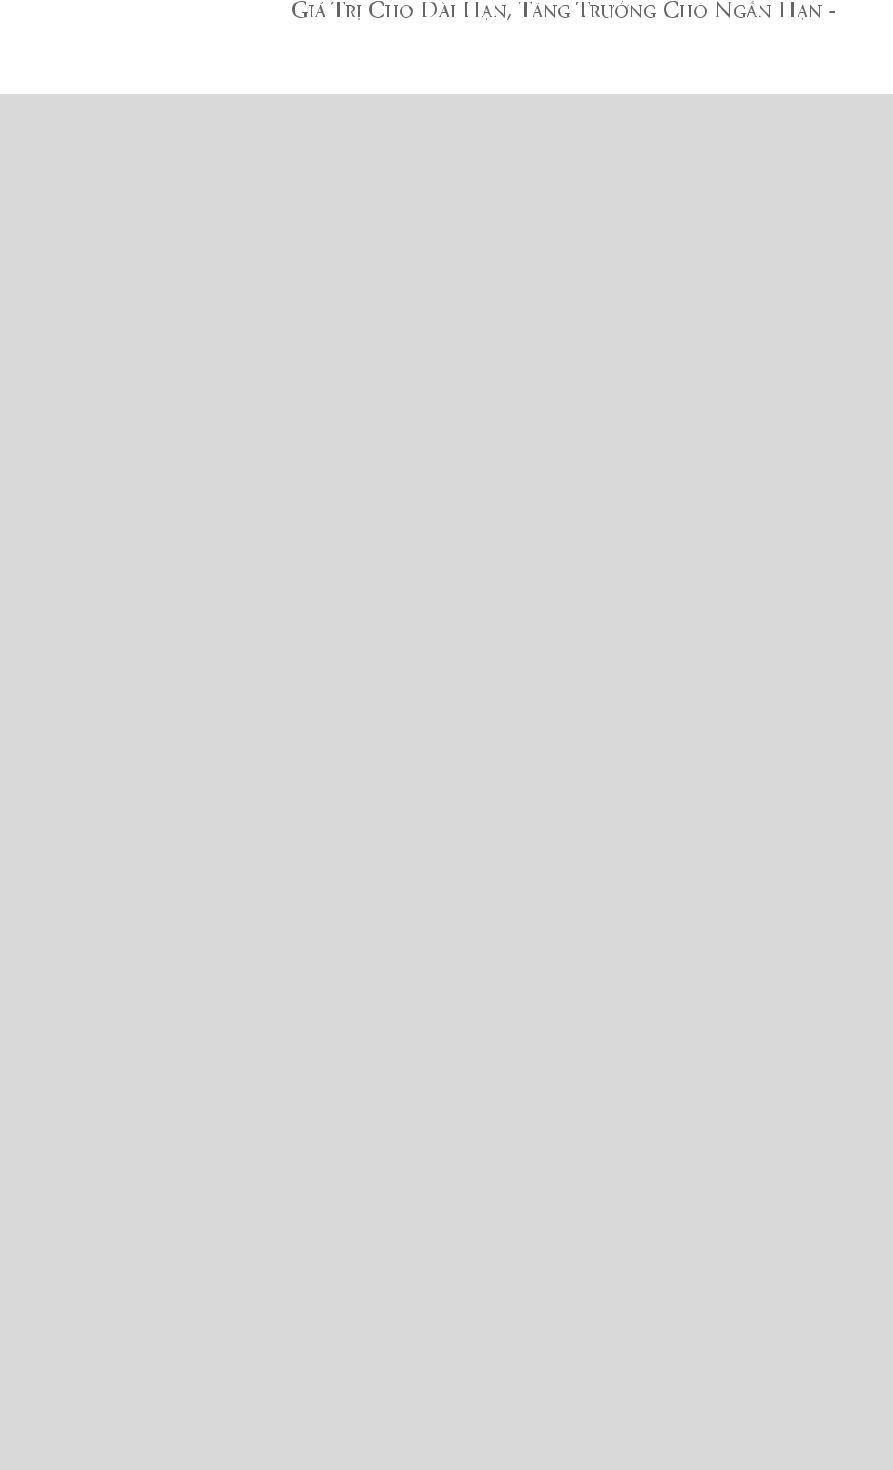 Giá Trị Cho Dài Hạn, Tăng Trưởng Cho Ngắn Hạn -